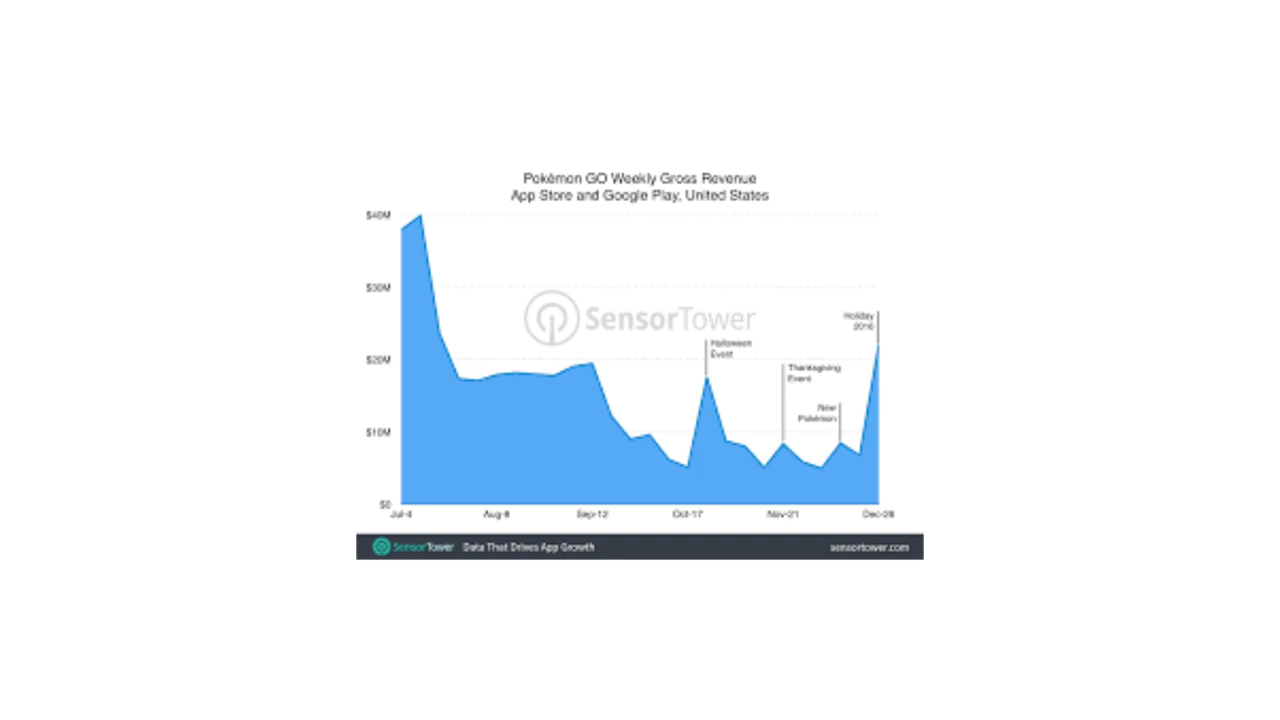 Pokémon GO Weekly Gross Revenue
App Store and Google Play, United States
$40M
$30M
$20M
$10M
$0
SensorTower
Halloween
Event
Thanksgiving
Event
New
Pokémon
Holiday
2016
Jul-4
Aug-8
Sep-12
Oct-17
Nov-21
Dec-26
SensorTower Data That Drives App Growth
sensortower.com